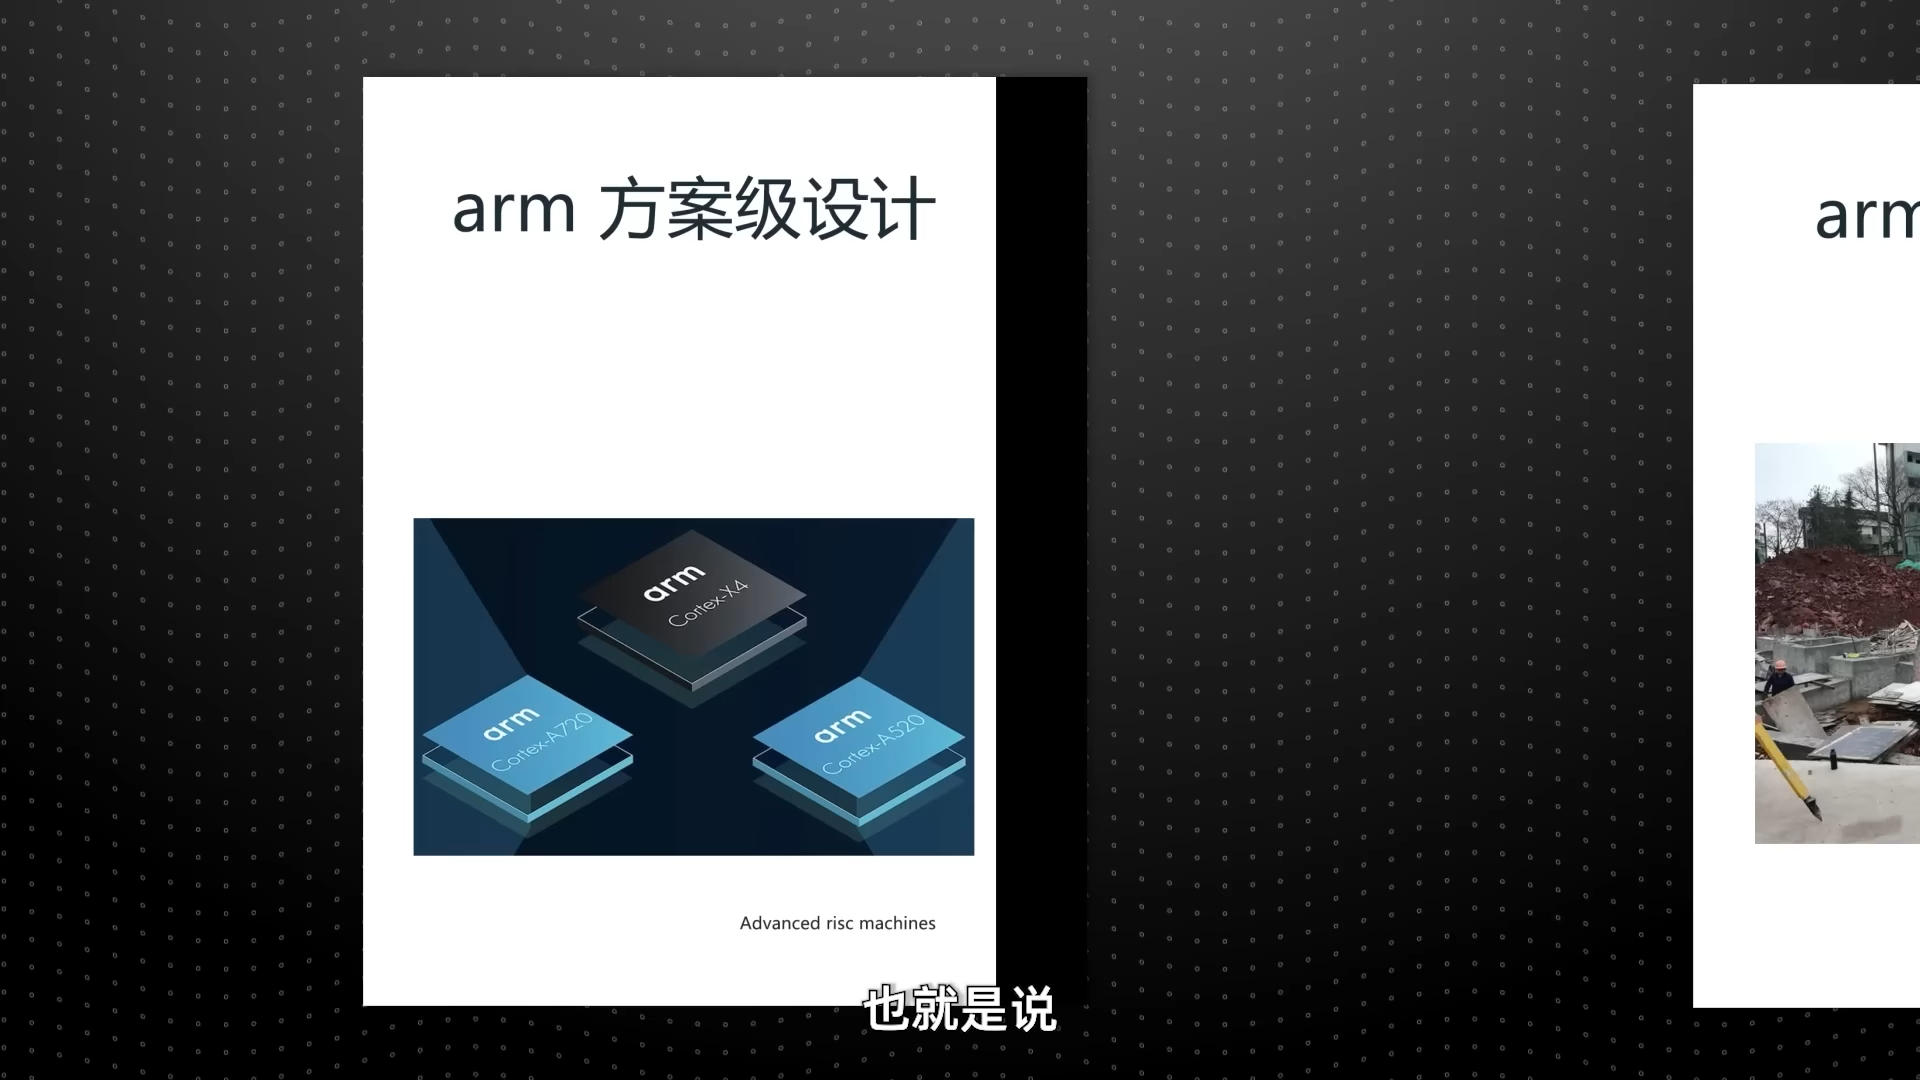 arm 方案级设计
arm
Cortex-X4
arm
Cortex-A720
arm
Cortex-A520
Advanced risc machines
arm
也就是说